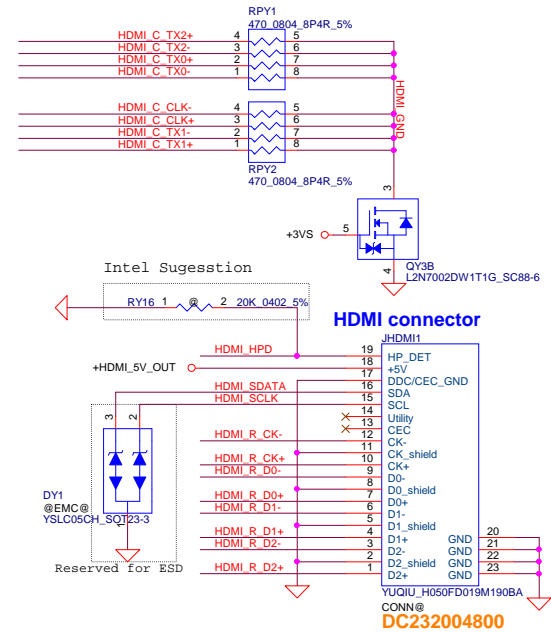 RPY1
470_0804_8P4R_5%
HDMI_C_TX2+ 4 5
HDMI_C_TX2- 3 6
HDMI_C_TX0+ 2 7
HDMI_C_TX0- 1 8
HDMI_GND
HDMI_C_CLK- 4 5
HDMI_C_CLK+ 3 6
HDMI_C_TX1- 2 7
HDMI_C_TX1+ 1 8
RPY2
470_0804_8P4R_5%
3
+3VS 5
4
QY3B
L2N7002DW1T1G_SC88-6
Intel Sugesstion
RY16 1 @ 2 20K_0402_5%
HDMI connector
JHDMI1
HDMI_HPD 19 HP_DET
+HDMI_5V_OUT 18 +5V
17 DDC/CEC_GND
HDMI_SDATA 16 SDA
HDMI_SCLK 15 SCL
14 Utility
13 CEC
HDMI_R_CK- 12 CK-
11 CK_shield
HDMI_R_CK+ 10 CK+
HDMI_R_D0- 9 D0-
8 D0_shield
HDMI_R_D0+ 7 D0+
HDMI_R_D1- 6 D1-
5 D1_shield
HDMI_R_D1+ 4 D1+ GND 20
HDMI_R_D2- 3 D2- GND 21
2 D2_shield GND 22
HDMI_R_D2+ 1 D2+ GND 23
3 2
DY1
@EMC@
YSLC05CH_SOT23-3
1
Reserved for ESD
YUQIU_H050FD019M190BA
CONN@
DC232004800